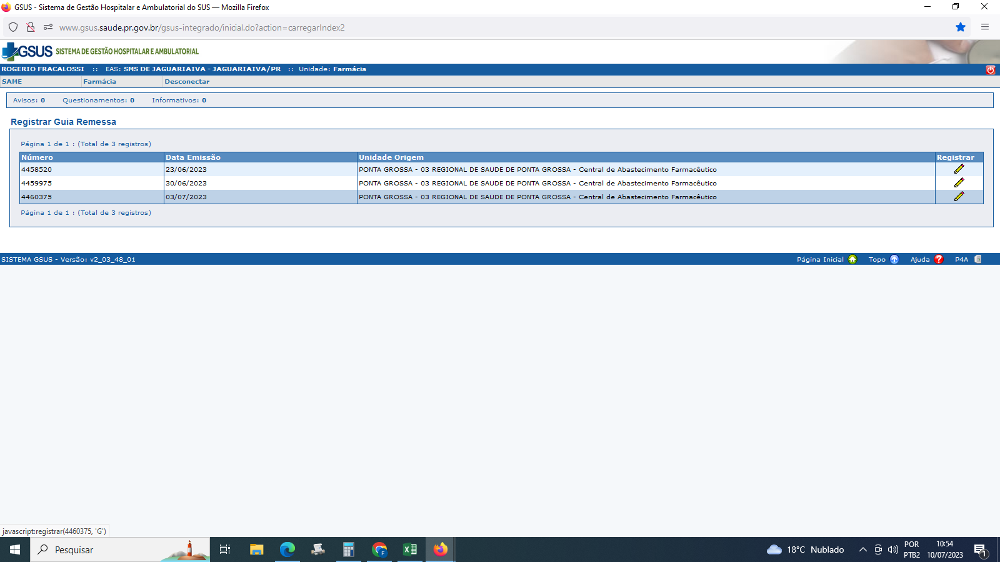 GSUS - Sistema de Gestão Hospitalar e Ambulatorial do SUS — Mozilla Firefox
www.gsus.saude.pr.gov.br/gsus-integrado/inicial.do?action=carregarIndex2
GSUS SISTEMA DE GESTÃO HOSPITALAR E AMBULATORIAL
ROGERIO FRACALOSSI :: EAS: SMS DE JAGUARIAIVA - JAGUARIAIVA/PR :: Unidade: Farmácia
SAME Farmácia Desconectar
Avisos: 0 Questionamentos: 0 Informativos: 0
Registrar Guia Remessa
Página 1 de 1 : (Total de 3 registros)
Número Data Emissão Unidade Origem Registrar
4458520 23/06/2023 PONTA GROSSA - 03 REGIONAL DE SAUDE DE PONTA GROSSA - Central de Abastecimento Farmacêutico
4459975 30/06/2023 PONTA GROSSA - 03 REGIONAL DE SAUDE DE PONTA GROSSA - Central de Abastecimento Farmacêutico
4460375 03/07/2023 PONTA GROSSA - 03 REGIONAL DE SAUDE DE PONTA GROSSA - Central de Abastecimento Farmacêutico
Página 1 de 1 : (Total de 3 registros)
SISTEMA GSUS - Versão: v2_03_48_01 Página Inicial Topo Ajuda ? P4A
javascript:registrar(4460375, 'G')
Pesquisar F 18°C Nublado POR 10:54
PTB2 10/07/2023 1